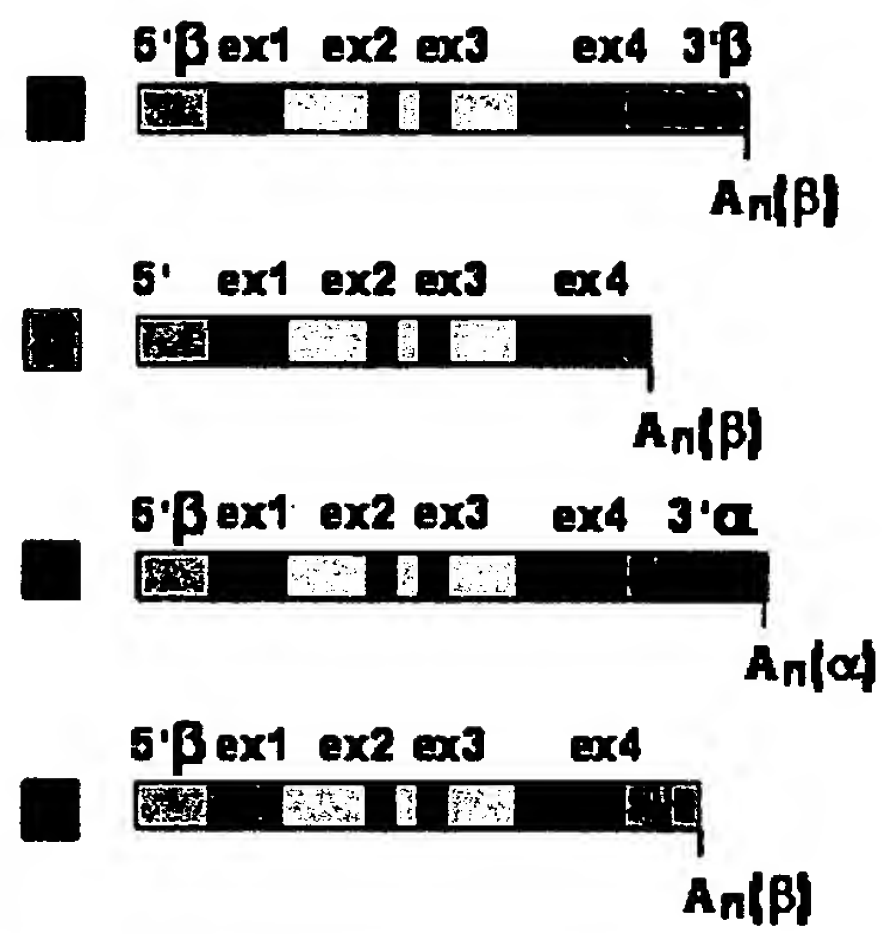 5'β ex1 ex2 ex3 ex4 3'β
An(β)
5' ex1 ex2 ex3 ex4
An(β)
5'β ex1 ex2 ex3 ex4 3'α
An(α)
5'β ex1 ex2 ex3 ex4
An(β)